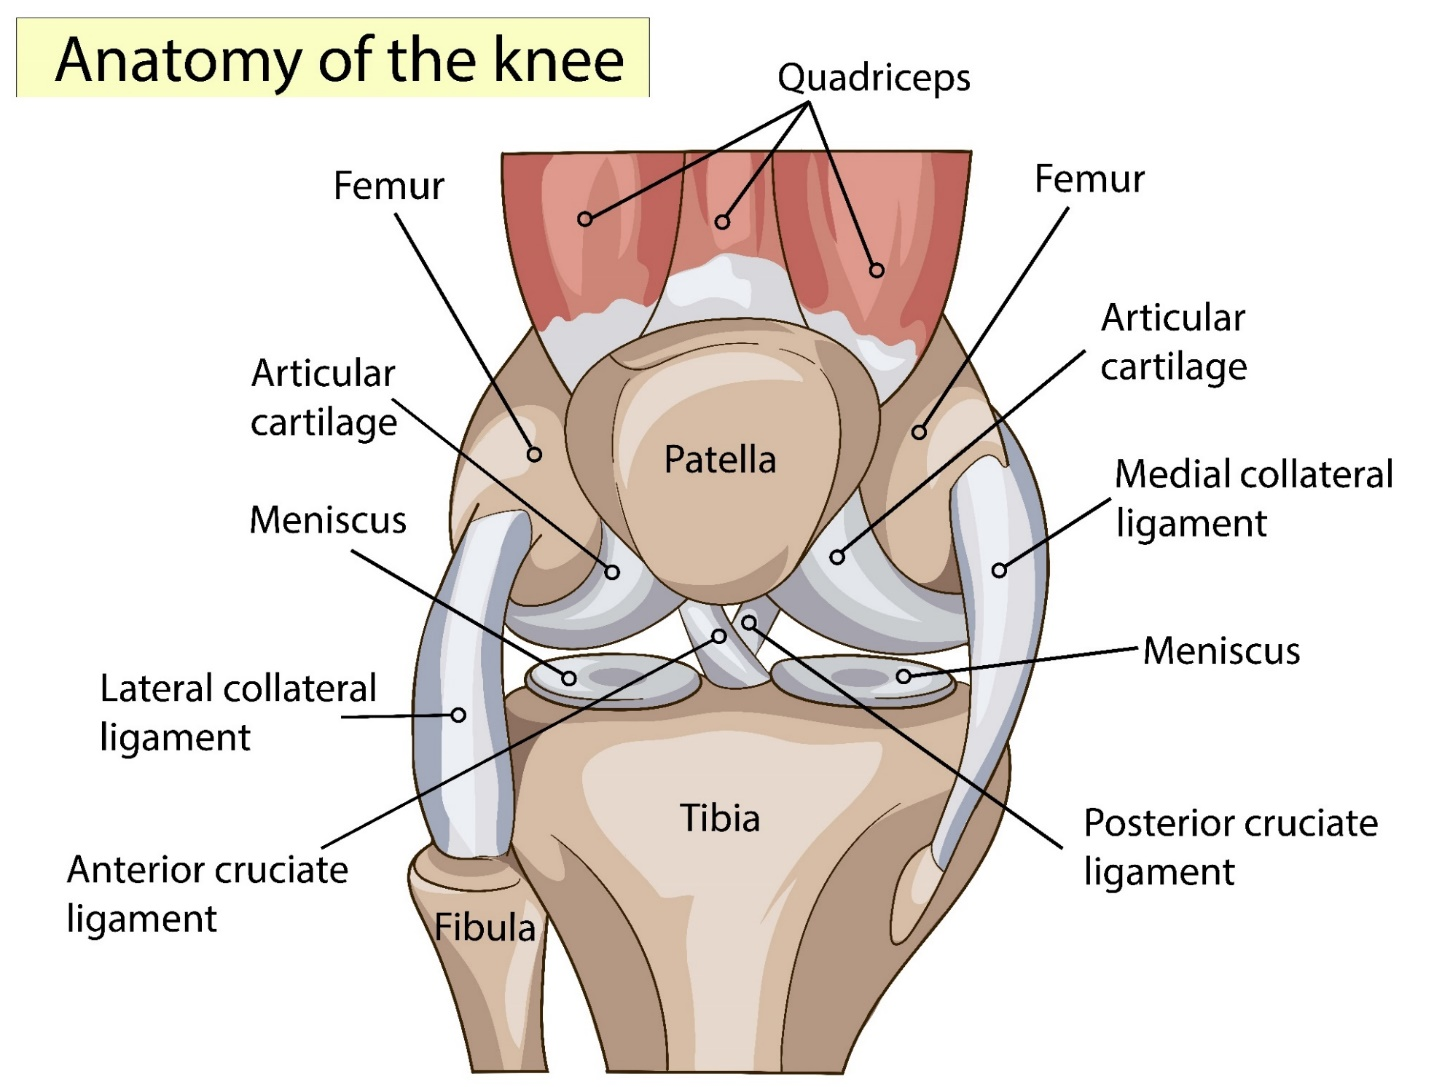 Anatomy of the knee
Quadriceps
Femur
Femur
Articular
cartilage
Articular
cartilage
Patella
Medial collateral
ligament
Meniscus
Meniscus
Lateral collateral
ligament
Tibia
Posterior cruciate
ligament
Anterior cruciate
ligament
Fibula